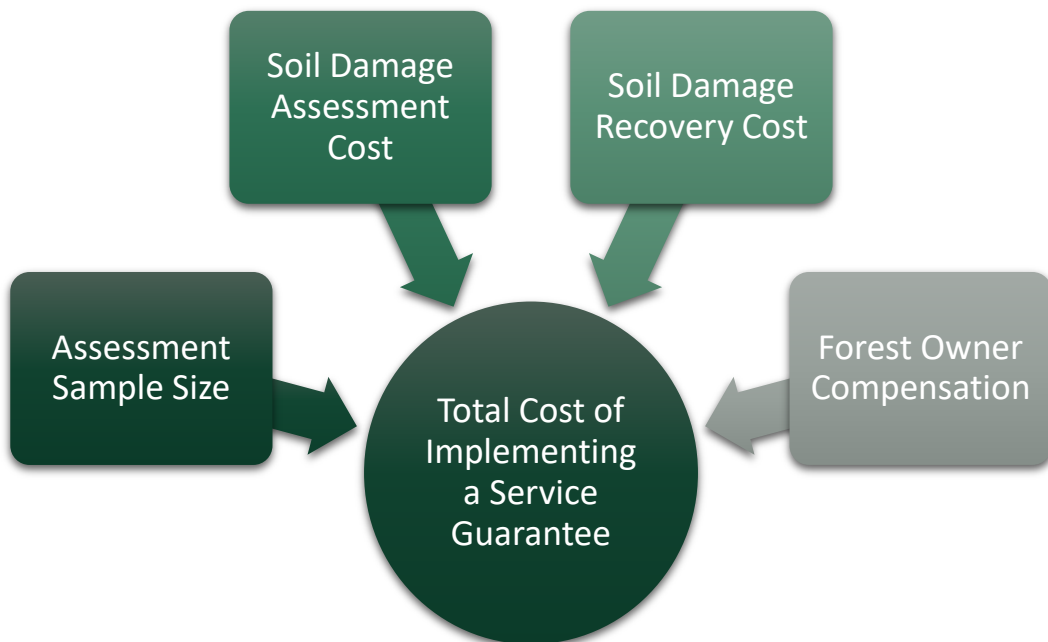 Soil Damage
Assessment
Cost
Soil Damage
Recovery Cost
Assessment
Sample Size
Forest Owner
Compensation
Total Cost of
Implementing
a Service
Guarantee